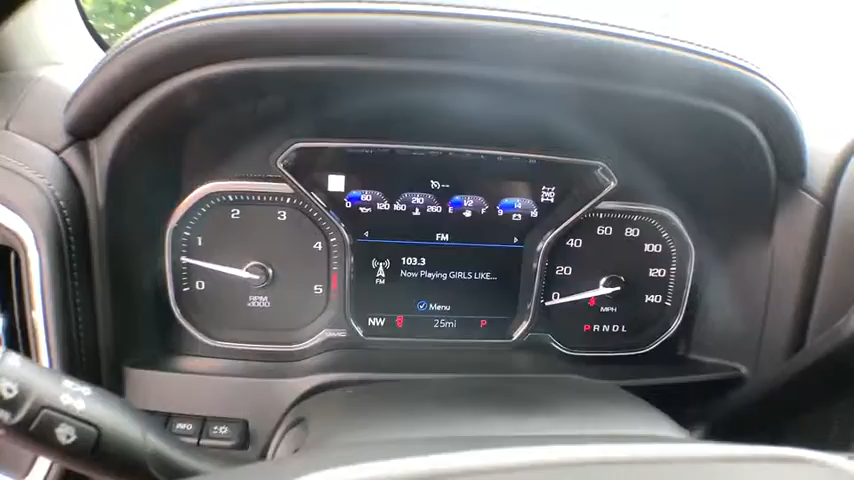 60
120
210
160
260
1/2
E
F
14
9
19
2WD
FM
103.3
Now Playing GIRLS LIKE...
FM
Menu
NW
25mi
P
0
1
2
3
4
5
RPM
x1000
0
20
40
60
80
100
120
140
MPH
PRNDL
INFO